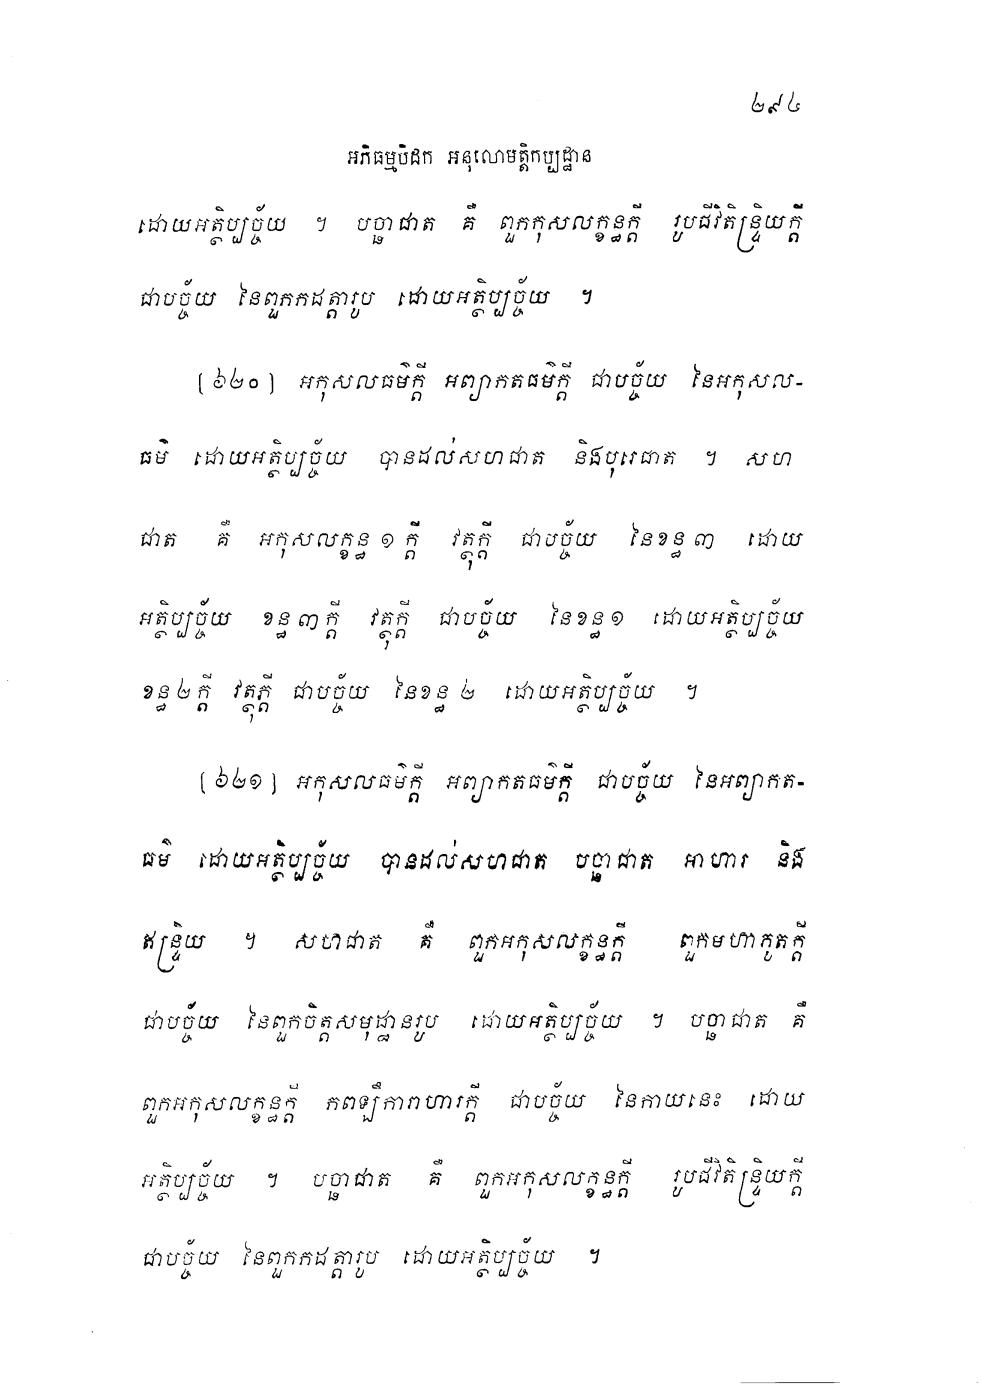 ២៩៤
អភិធម្មបិដក អនុលោមត្តិកប្បដ្ឋាន
ដោយអត្ថិប្បច្ច័យ ។ បច្ឆាជាត គឺ ពួកកុសលក្ខន្ធក្តី រូបជីវិតិន្ទ្រិយក្តី
ជាបច្ច័យ នៃពួកកដត្តារូប ដោយអត្ថិប្បច្ច័យ ។
[៦២០] អកុសលធម៌ក្តី អព្យាកតធម៌ក្តី ជាបច្ច័យ នៃអកុសល-
ធម៌ ដោយអត្ថិប្បច្ច័យ បានដល់សហជាត និងបុរេជាត ។ សហ
ជាត គឺ អកុសលក្ខន្ធ ១ ក្តី វត្ថុក្តី ជាបច្ច័យ នៃខន្ធ ៣ ដោយ
អត្ថិប្បច្ច័យ ខន្ធ ៣ ក្តី វត្ថុក្តី ជាបច្ច័យ នៃខន្ធ ១ ដោយអត្ថិប្បច្ច័យ
ខន្ធ ២ ក្តី វត្ថុក្តី ជាបច្ច័យ នៃខន្ធ ២ ដោយអត្ថិប្បច្ច័យ ។
[៦២១] អកុសលធម៌ក្តី អព្យាកតធម៌ក្តី ជាបច្ច័យ នៃអព្យាកត-
ធម៌ ដោយអត្ថិប្បច្ច័យ បានដល់សហជាត បច្ឆាជាត អាហារ និង
ឥន្ទ្រិយ ។ សហជាត គឺ ពួកអកុសលក្ខន្ធក្តី ពួកមហាភូតក្តី
ជាបច្ច័យ នៃពួកចិត្តសមុដ្ឋានរូប ដោយអត្ថិប្បច្ច័យ ។ បច្ឆាជាត គឺ
ពួកអកុសលក្ខន្ធក្តី កពឡីការាហារក្តី ជាបច្ច័យ នៃកាយនេះ ដោយ
អត្ថិប្បច្ច័យ ។ បច្ឆាជាត គឺ ពួកអកុសលក្ខន្ធក្តី រូបជីវិតិន្ទ្រិយក្តី
ជាបច្ច័យ នៃពួកកដត្តារូប ដោយអត្ថិប្បច្ច័យ ។